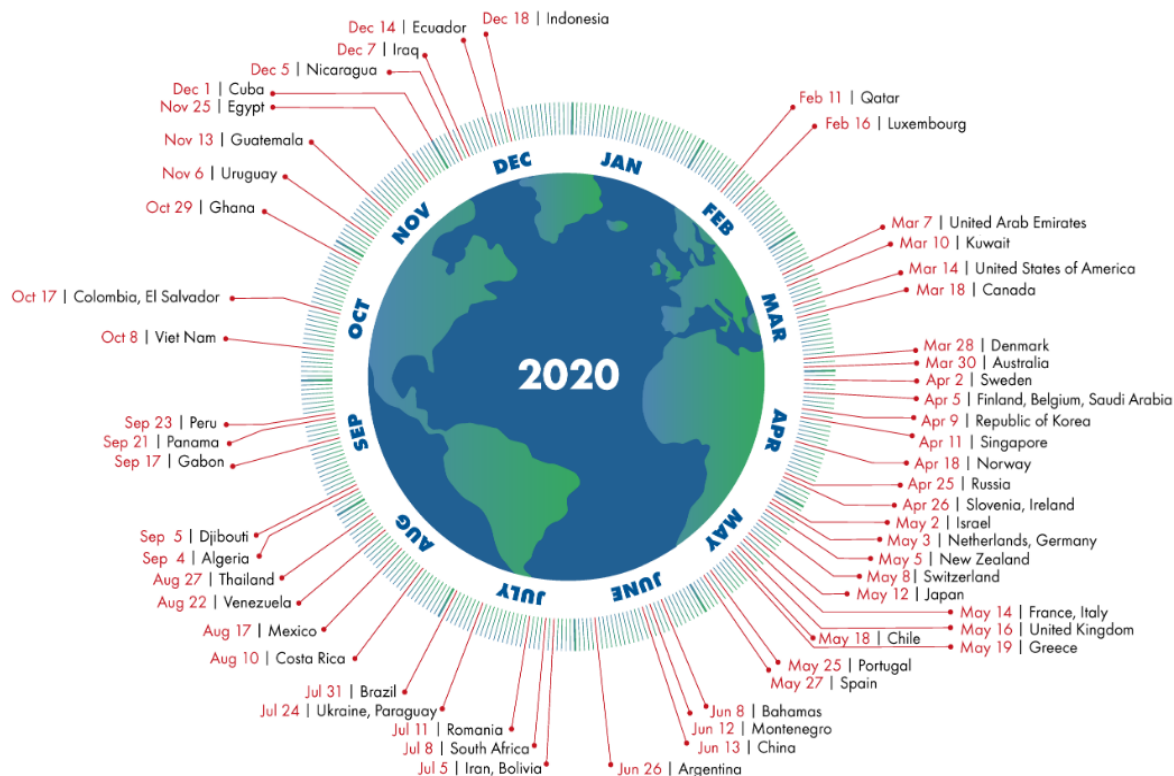 Dec 18 | Indonesia
Dec 14 | Ecuador
Dec 7 | Iraq
Dec 5 | Nicaragua
Dec 1 | Cuba
Nov 25 | Egypt
Nov 13 | Guatemala
Nov 6 | Uruguay
Oct 29 | Ghana
Oct 17 | Colombia, El Salvador
Oct 8 | Viet Nam
Sep 23 | Peru
Sep 21 | Panama
Sep 17 | Gabon
Sep 5 | Djibouti
Sep 4 | Algeria
Aug 27 | Thailand
Aug 22 | Venezuela
Aug 17 | Mexico
Aug 10 | Costa Rica
Jul 31 | Brazil
Jul 24 | Ukraine, Paraguay
Jul 11 | Romania
Jul 8 | South Africa
Jul 5 | Iran, Bolivia
JAN
FEB
MAR
APR
MAY
JUNE
JULY
AUG
SEP
OCT
NOV
DEC
2020
Feb 11 | Qatar
Feb 16 | Luxembourg
Mar 7 | United Arab Emirates
Mar 10 | Kuwait
Mar 14 | United States of America
Mar 18 | Canada
Mar 28 | Denmark
Mar 30 | Australia
Apr 2 | Sweden
Apr 5 | Finland, Belgium, Saudi Arabia
Apr 9 | Republic of Korea
Apr 11 | Singapore
Apr 18 | Norway
Apr 25 | Russia
Apr 26 | Slovenia, Ireland
May 2 | Israel
May 3 | Netherlands, Germany
May 5 | New Zealand
May 8 | Switzerland
May 12 | Japan
May 14 | France, Italy
May 16 | United Kingdom
May 18 | Chile
May 19 | Greece
May 25 | Portugal
May 27 | Spain
Jun 8 | Bahamas
Jun 12 | Montenegro
Jun 13 | China
Jun 26 | Argentina